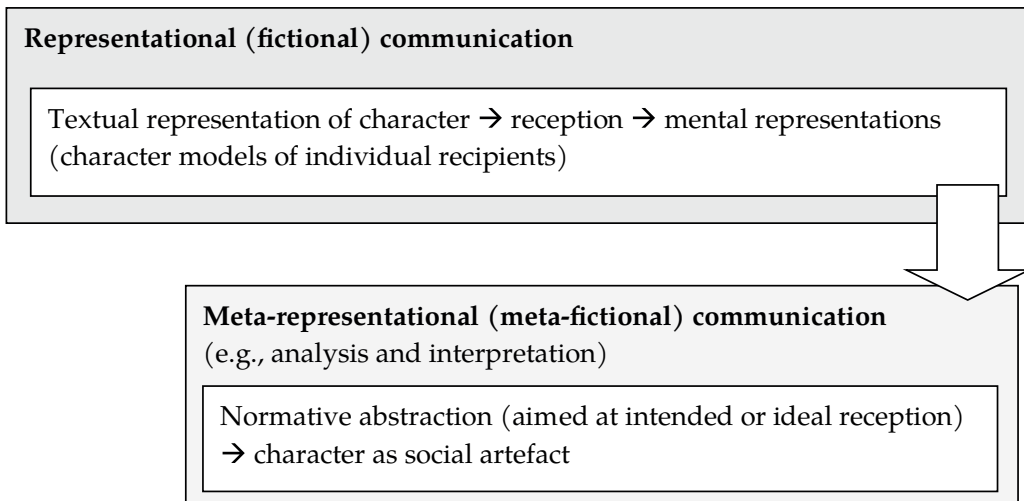 Representational (fictional) communication
Textual representation of character → reception → mental representations
(character models of individual recipients)
Meta-representational (meta-fictional) communication
(e.g., analysis and interpretation)
Normative abstraction (aimed at intended or ideal reception)
→ character as social artefact